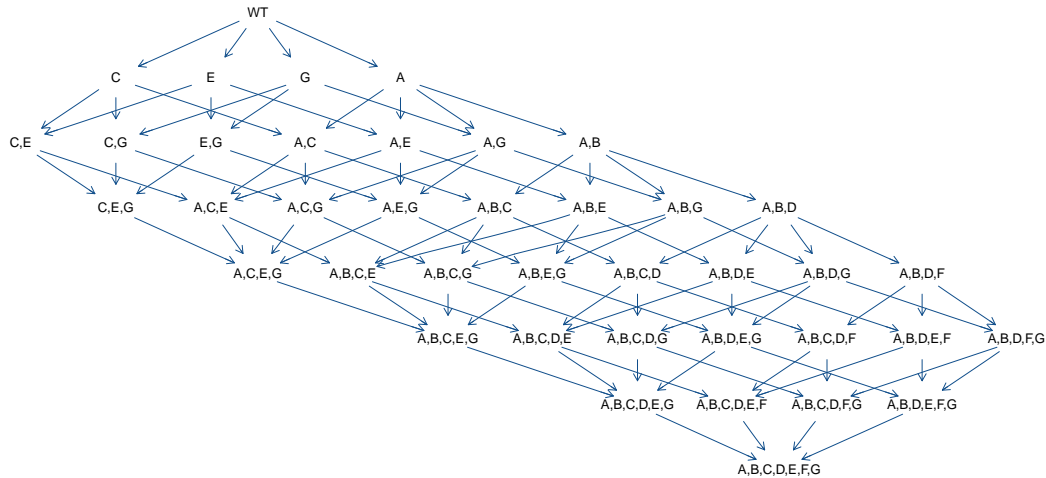 WT
C E G A
C,E C,G E,G A,C A,E A,G A,B
C,E,G A,C,E A,C,G A,E,G A,B,C A,B,E A,B,G A,B,D
A,C,E,G A,B,C,E A,B,C,G A,B,E,G A,B,C,D A,B,D,E A,B,D,G A,B,D,F
A,B,C,E,G A,B,C,D,E A,B,C,D,G A,B,D,E,G A,B,C,D,F A,B,D,E,F A,B,D,F,G
A,B,C,D,E,G A,B,C,D,E,F A,B,C,D,F,G A,B,D,E,F,G
A,B,C,D,E,F,G